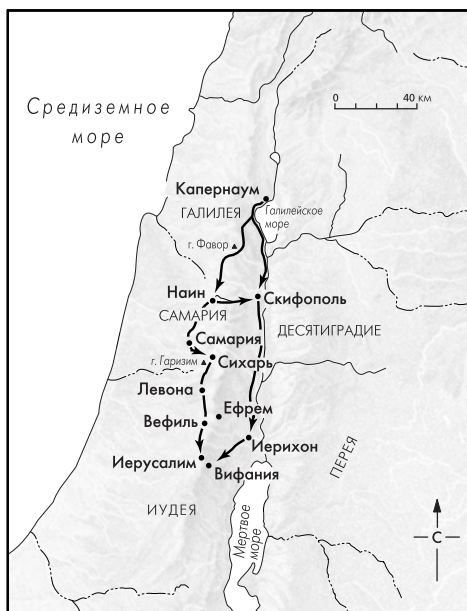 Средиземное
море
0
40 км
Капернаум
ГАЛИЛЕЯ
Галилейское
море
г. Фавор
Наин
Скифополь
САМАРИЯ
ДЕСЯТИГРАДИЕ
Самария
г. Гаризим
Сихарь
Левона
Ефрем
Вефиль
Иерихон
Иерусалим
Вифания
ПЕРЕЯ
ИУДЕЯ
Мертвое
море
С